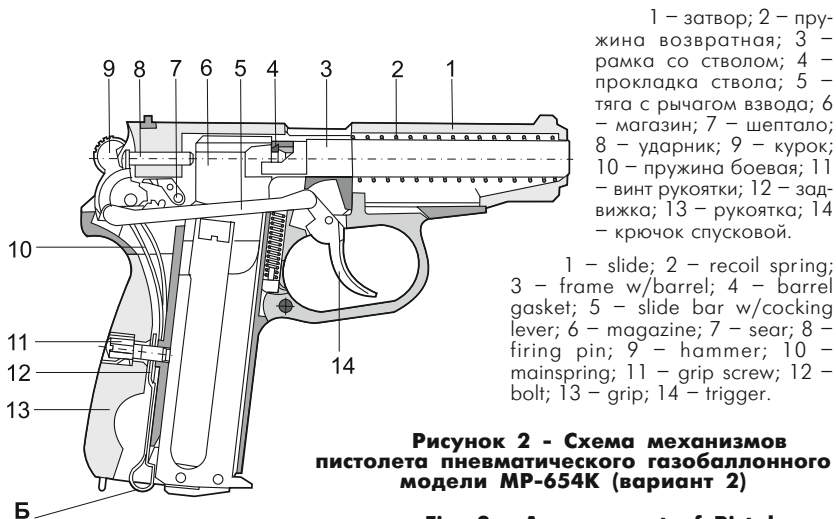 1 – затвор; 2 – пру-
жина возвратная; 3 –
рамка со стволом; 4 –
прокладка ствола; 5 –
тяга с рычагом взвода; 6
– магазин; 7 – шептало;
8 – ударник; 9 – курок;
10 – пружина боевая; 11
– винт рукоятки; 12 – зад-
вижка; 13 – рукоятка; 14
– крючок спусковой.
1 – slide; 2 – recoil spring;
3 – frame w/barrel; 4 – barrel
gasket; 5 – slide bar w/cocking
lever; 6 – magazine; 7 – sear; 8 –
firing pin; 9 – hammer; 10 –
mainspring; 11 – grip screw; 12 –
bolt; 13 – grip; 14 – trigger.
9 8 7 6 5 4 3 2 1
10
11
12
13
14
Б
Рисунок 2 - Схема механизмов
пистолета пневматического газобаллонного
модели МР-654К (вариант 2)